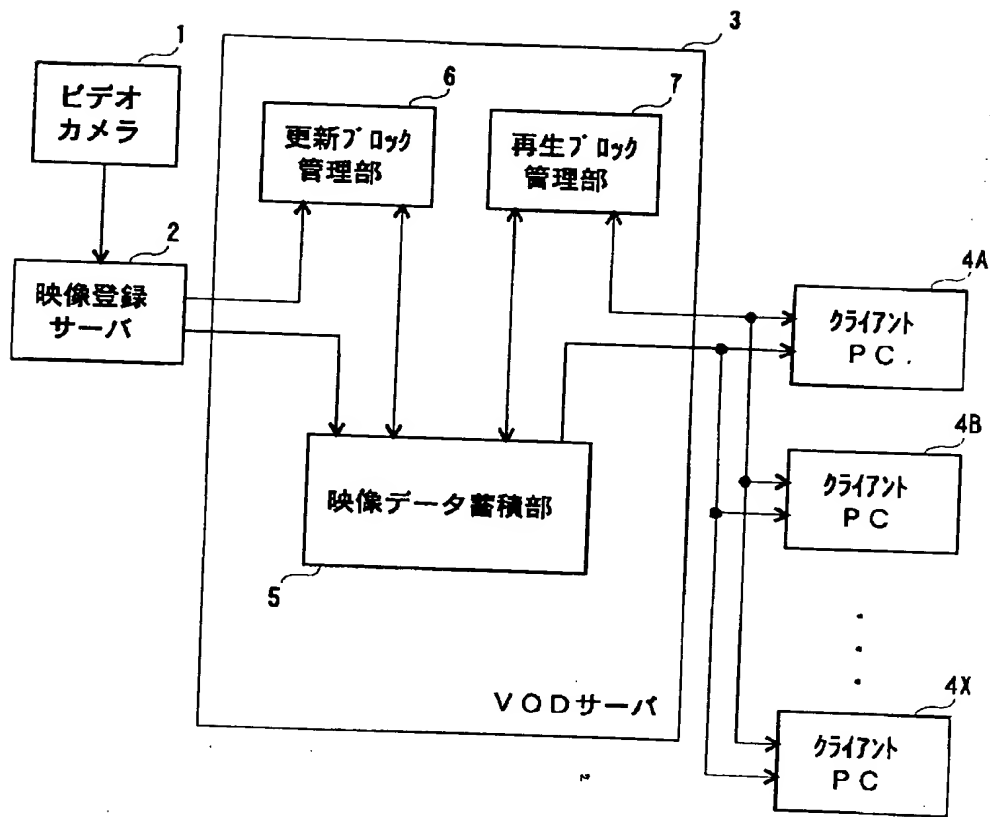 1
ビデオ
カメラ
2
映像登録
サーバ
3
6
更新ブロック
管理部
7
再生ブロック
管理部
映像データ蓄積部
5
VODサーバ
4A
クライアント
PC
4B
クライアント
PC
4X
クライアント
PC